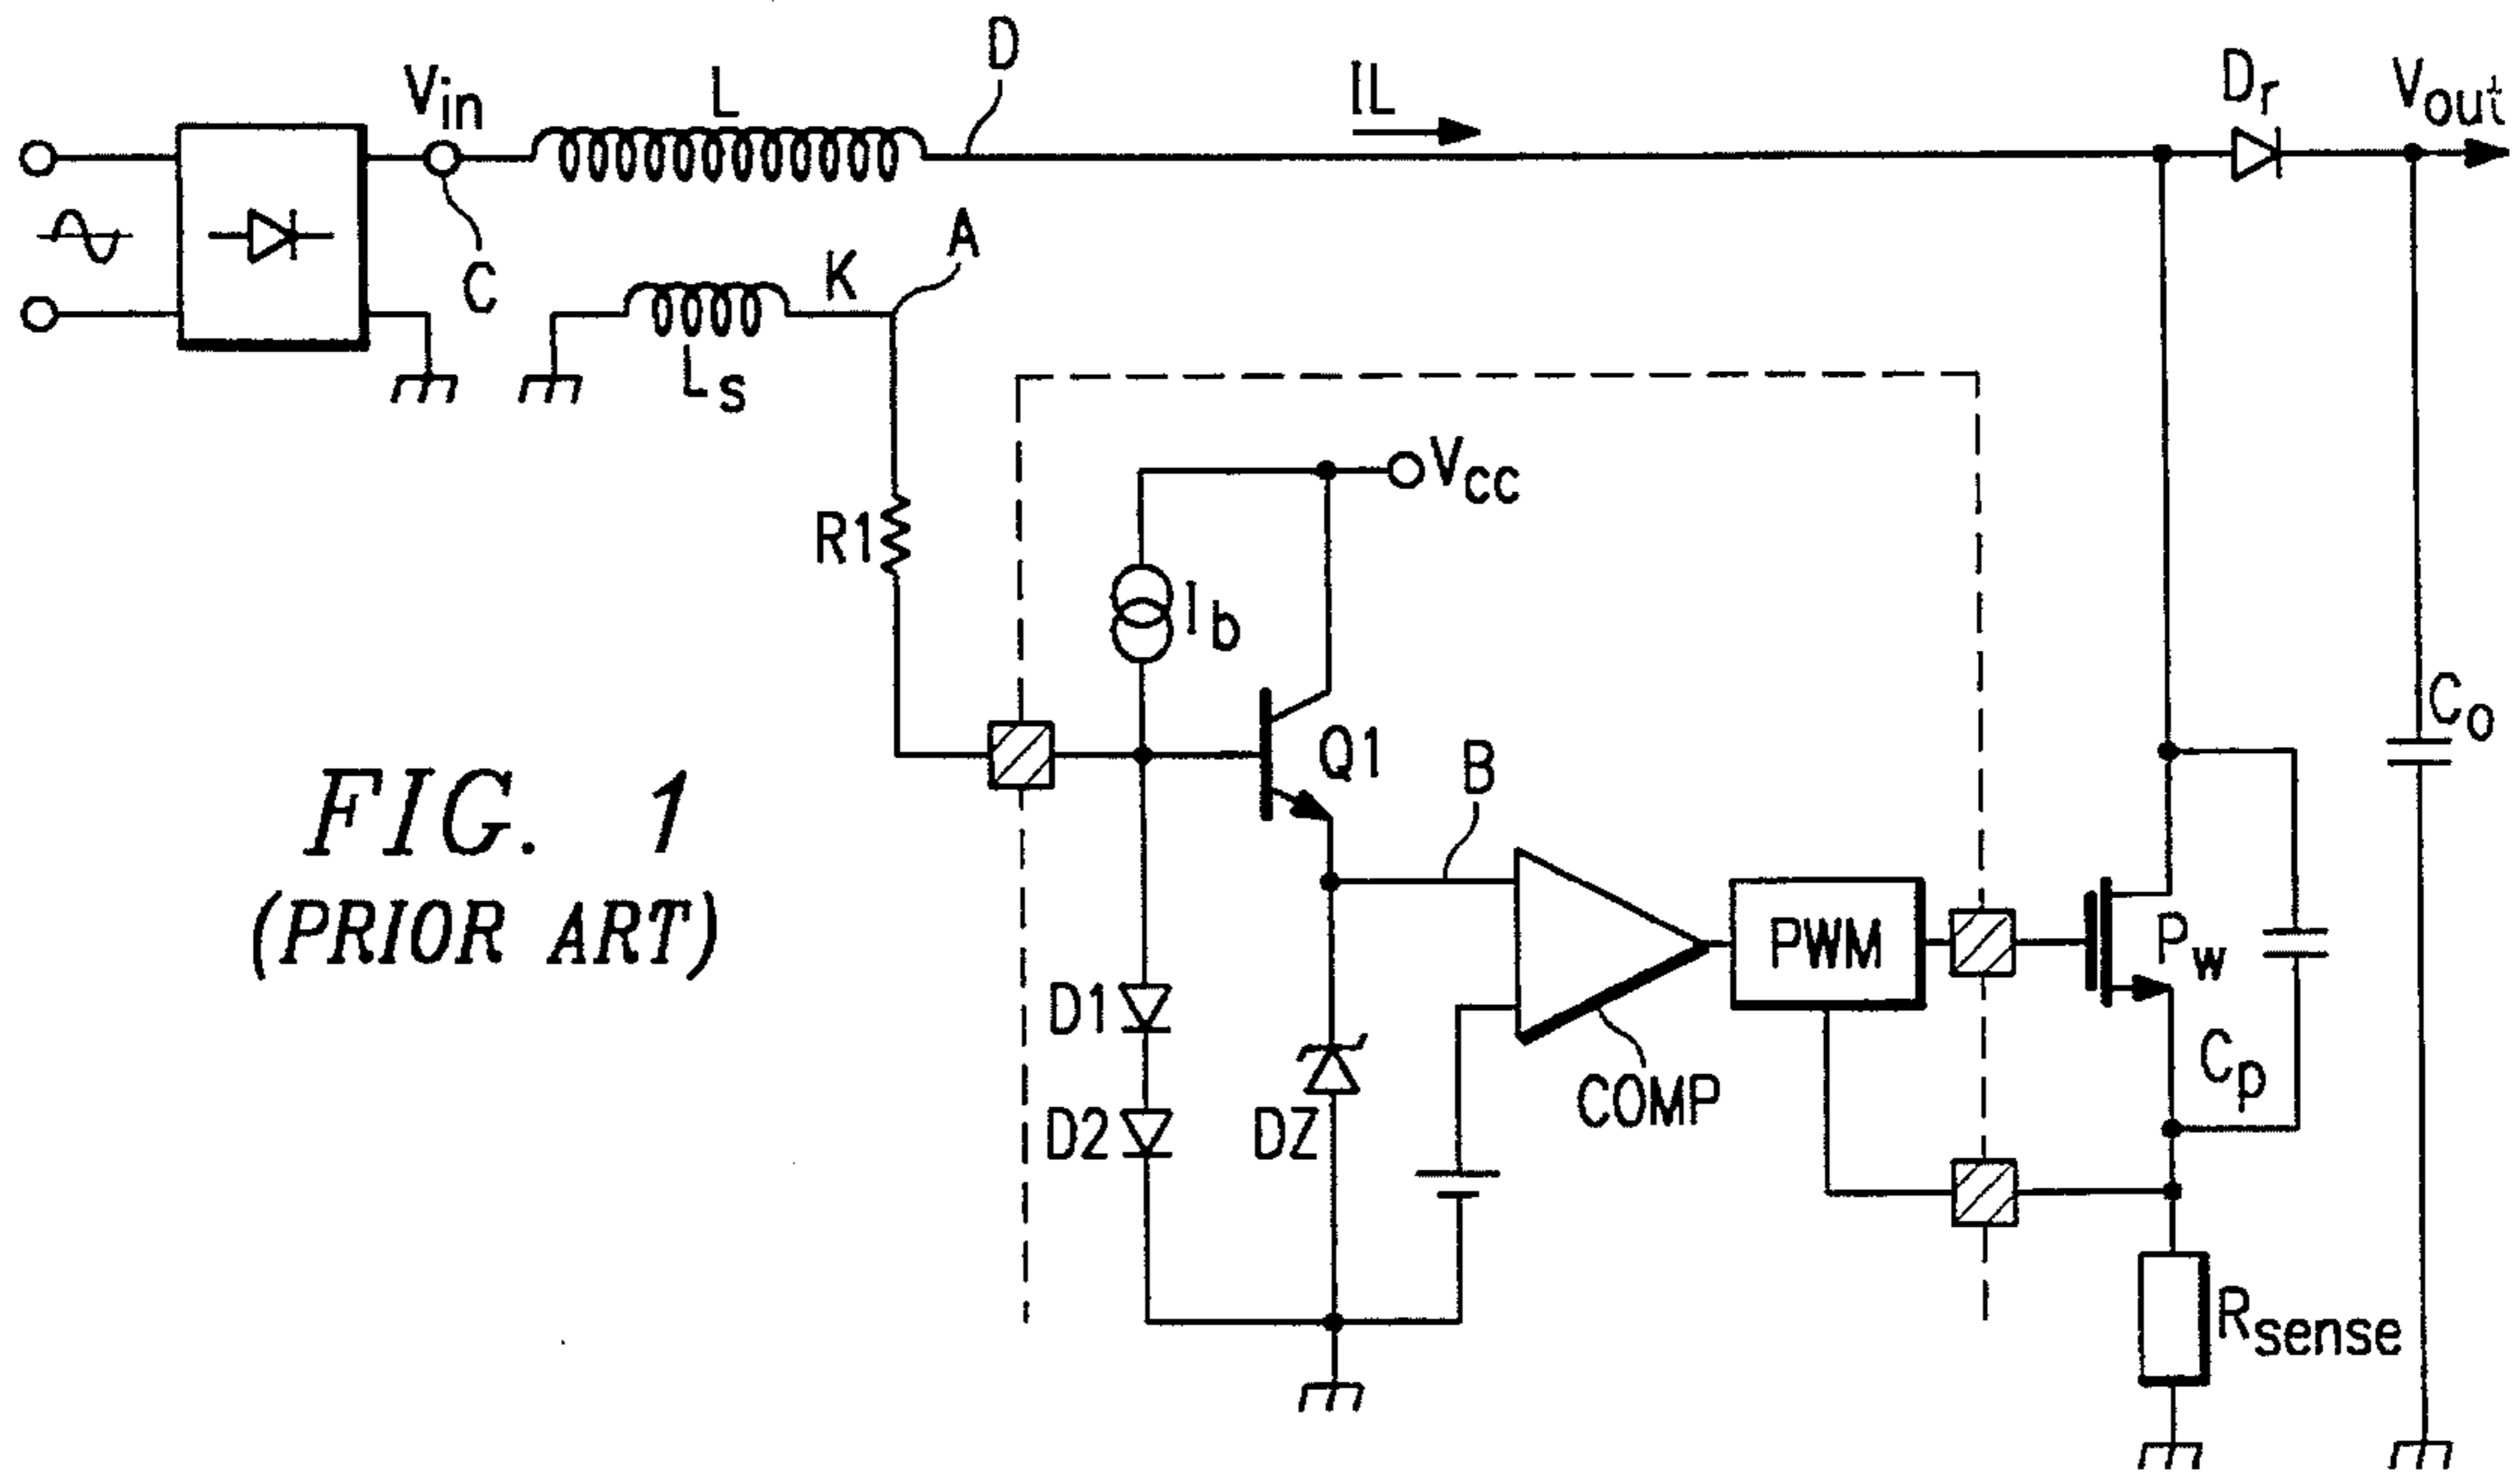 D
Vin
L
IL
Dr
Vout
C
K
A
Ls
Vcc
R1
Ib
Q1
B
Co
FIG. 1
(PRIOR ART)
PWM
Pw
D1
Cp
COMP
D2
DZ
Rsense